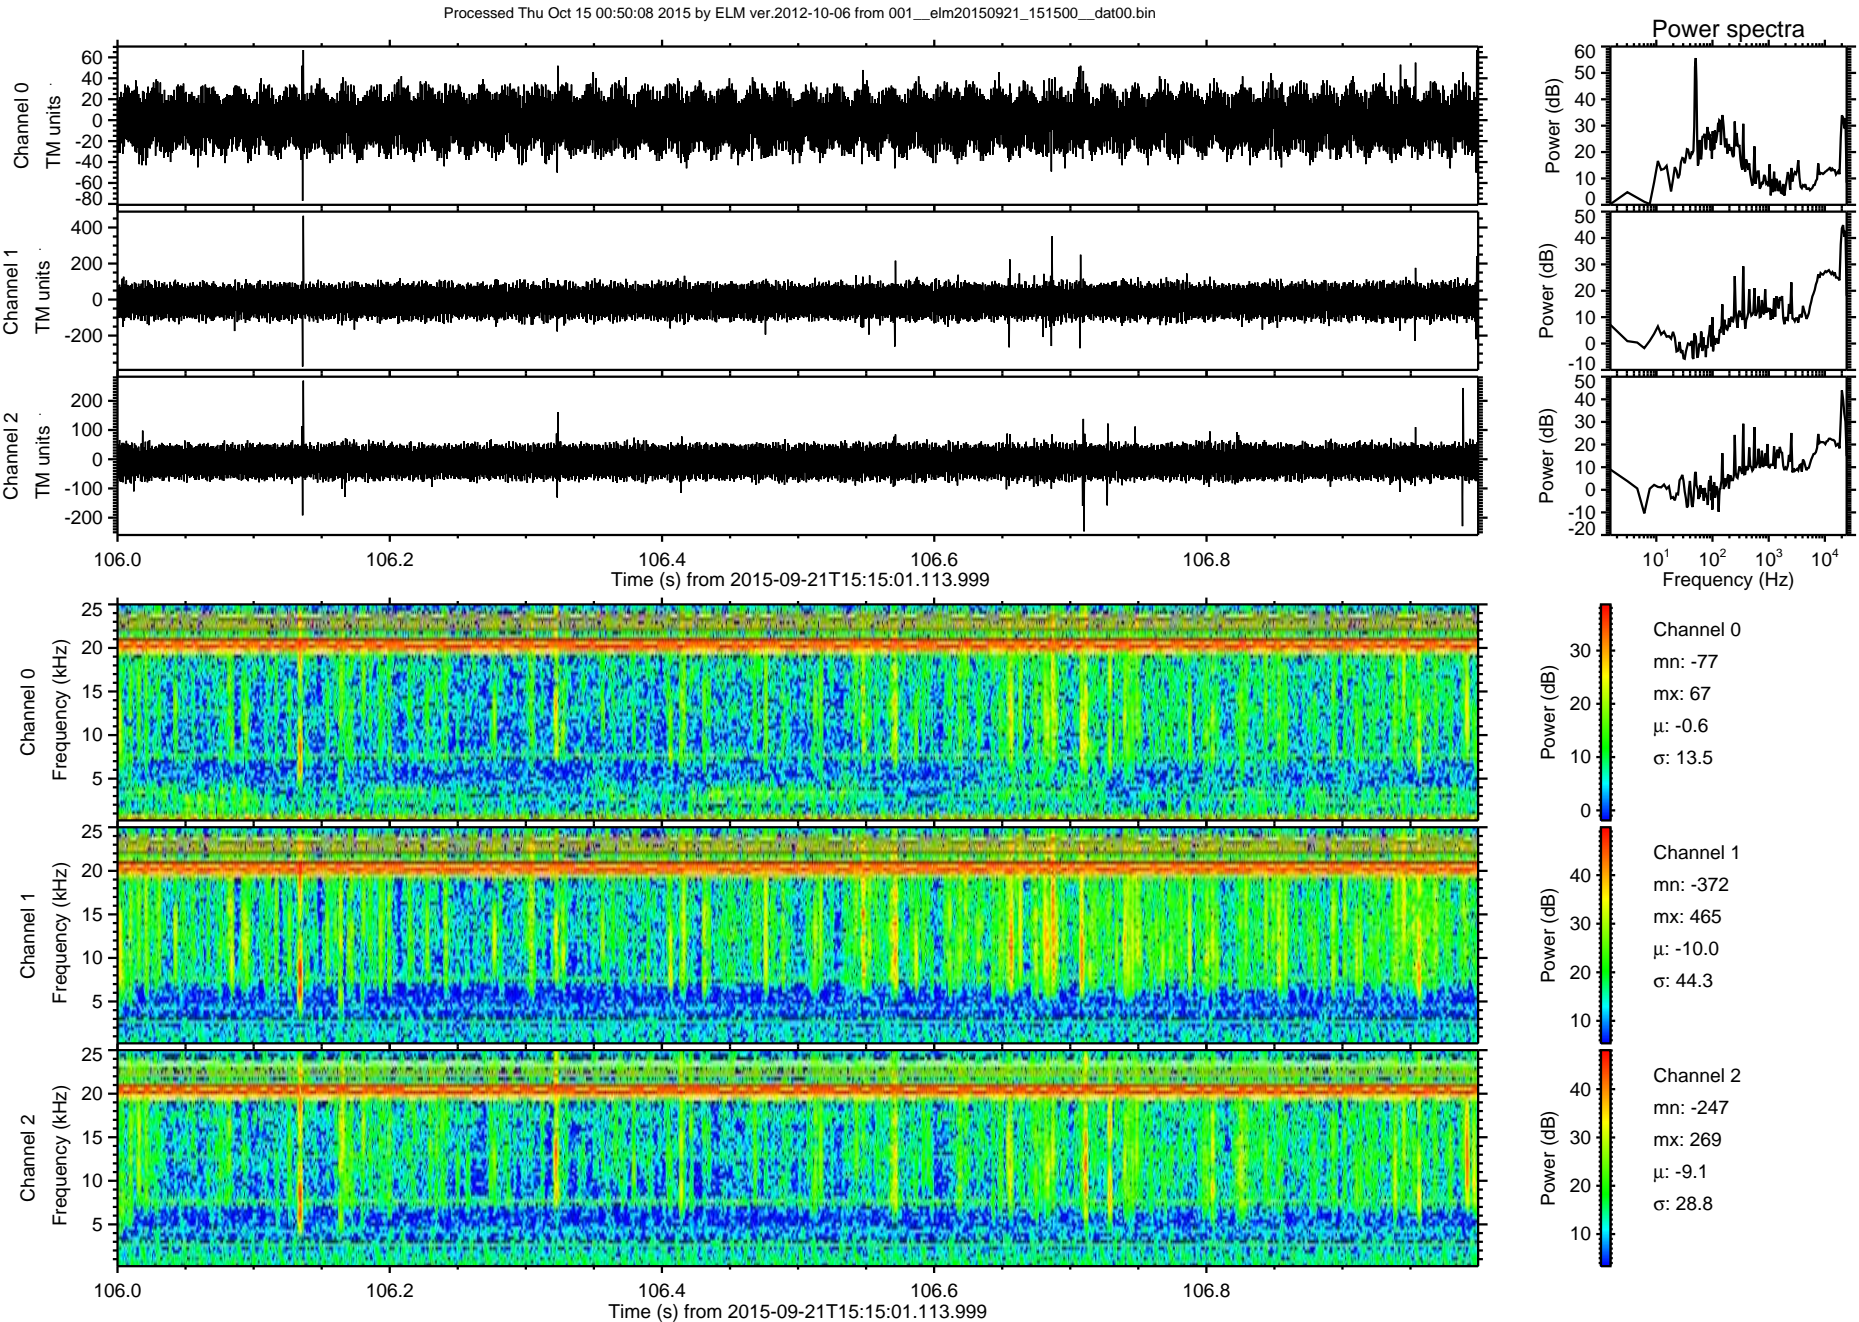 Processed Thu Oct 15 00:50:08 2015 by ELM ver.2012-10-06 from 001__elm20150921_151500__dat00.bin
Power spectra
Channel 0
TM units
60
40
20
0
-20
-40
-60
-80
Power (dB)
60
50
40
30
20
10
0
Channel 1
TM units
400
200
0
-200
Power (dB)
50
40
30
20
10
0
-10
Channel 2
TM units
200
100
0
-100
-200
Power (dB)
50
40
30
20
10
0
-10
-20
106.0 106.2 106.4 106.6 106.8
Time (s) from 2015-09-21T15:15:01.113.999
10¹ 10² 10³ 10⁴
Frequency (Hz)
Channel 0
Frequency (kHz)
25
20
15
10
5
Power (dB)
30
20
10
0
Channel 0
mn: -77
mx: 67
μ: -0.6
σ: 13.5
Channel 1
Frequency (kHz)
25
20
15
10
5
Power (dB)
40
30
20
10
Channel 1
mn: -372
mx: 465
μ: -10.0
σ: 44.3
Channel 2
Frequency (kHz)
25
20
15
10
5
Power (dB)
40
30
20
10
Channel 2
mn: -247
mx: 269
μ: -9.1
σ: 28.8
106.0 106.2 106.4 106.6 106.8
Time (s) from 2015-09-21T15:15:01.113.999